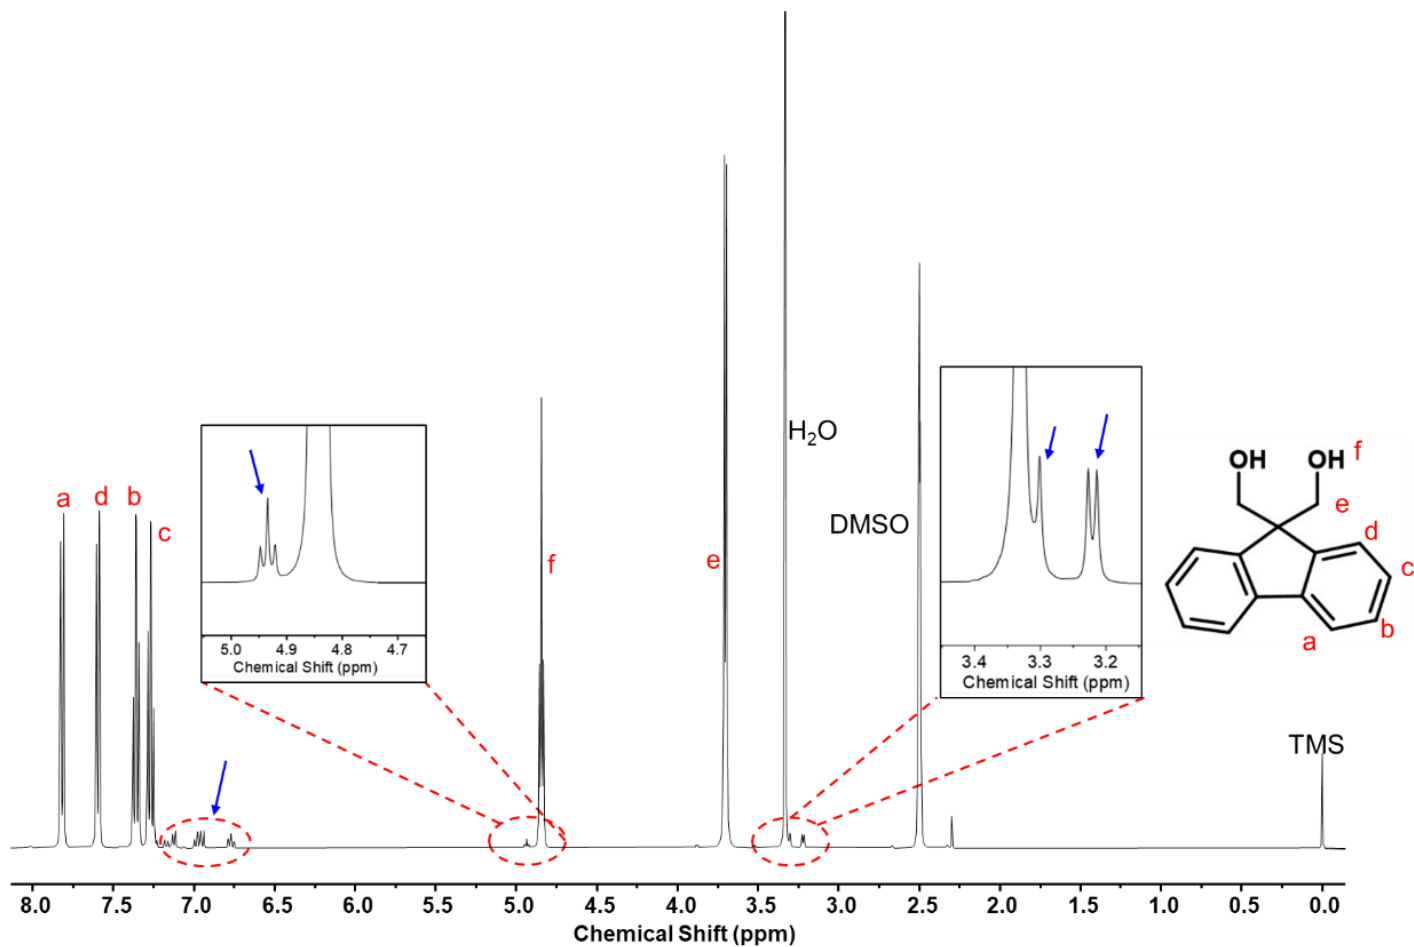 H₂O
OH
OH
f
a
d
b
c
DMSO
e
f
e
d
c
b
a
5.0 4.9 4.8 4.7
Chemical Shift (ppm)
3.4 3.3 3.2
Chemical Shift (ppm)
TMS
8.0 7.5 7.0 6.5 6.0 5.5 5.0 4.5 4.0 3.5 3.0 2.5 2.0 1.5 1.0 0.5 0.0
Chemical Shift (ppm)